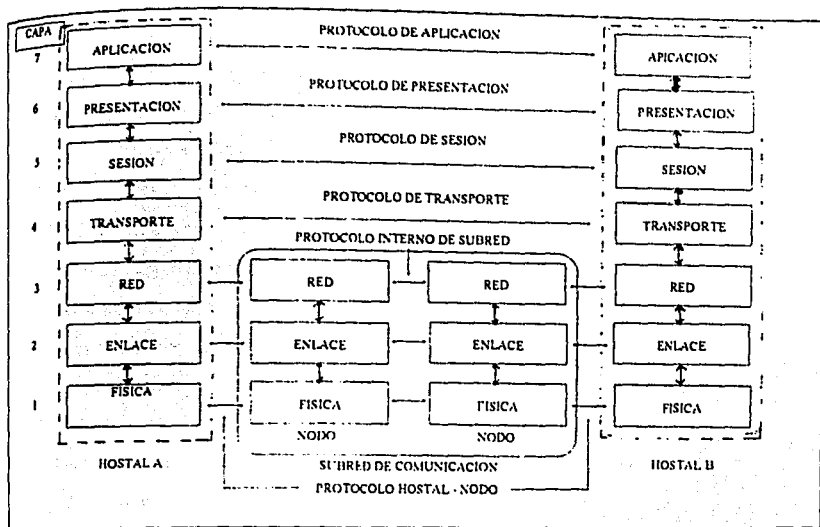 CAPA
PROTOCOLO DE APLICACION
7 APLICACION APICACION
PROTOCOLO DE PRESENTACION
6 PRESENTACION PRESENTACION
PROTOCOLO DE SESION
5 SESION SESION
PROTOCOLO DE TRANSPORTE
4 TRANSPORTE TRANSPORTE
PROTOCOLO INTERNO DE SUBRED
3 RED RED RED RED
2 ENLACE ENLACE ENLACE ENLACE
1 FISICA FISICA FISICA FISICA
NODO NODO
HOSTAL A SUBRED DE COMUNICACION HOSTAL B
PROTOCOLO HOSTAL - NODO